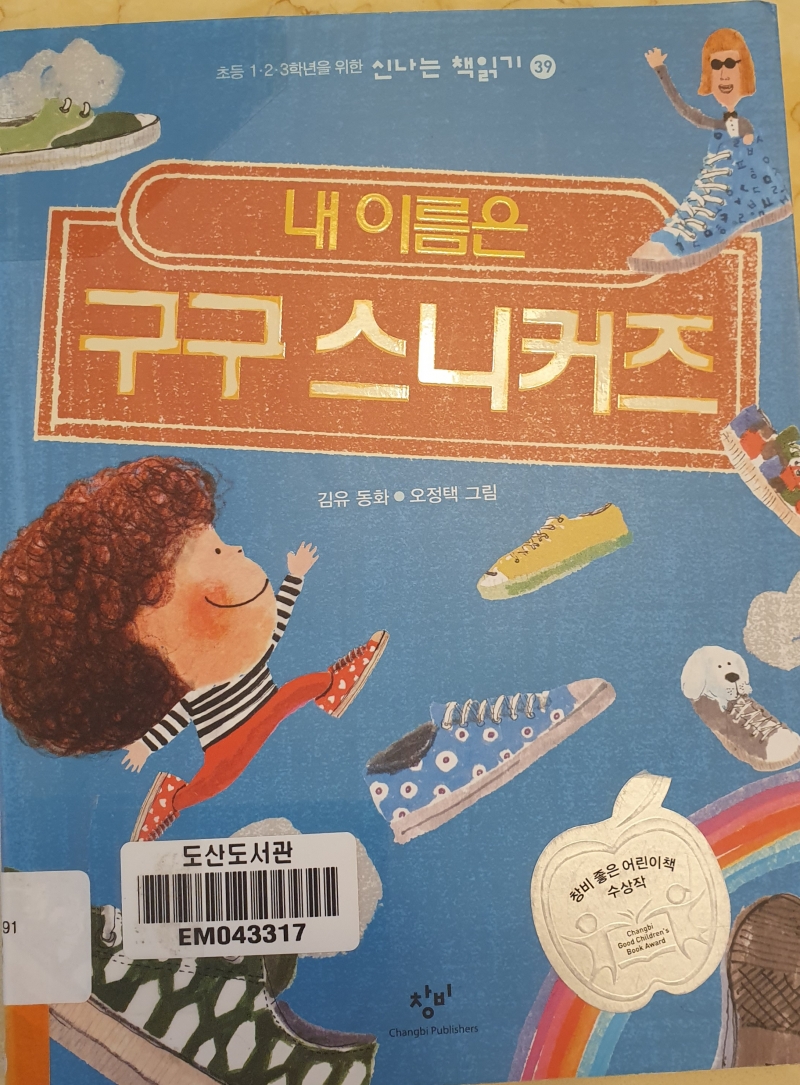 초등 1·2·3학년을 위한 신나는 책읽기 39
내 이름은
구구 스니커즈
김유 동화 ● 오정택 그림
창비 좋은 어린이책
수상작
Changbi
Good Children's
Book Award
도산도서관
EM043317
91
창비
Changbi Publishers